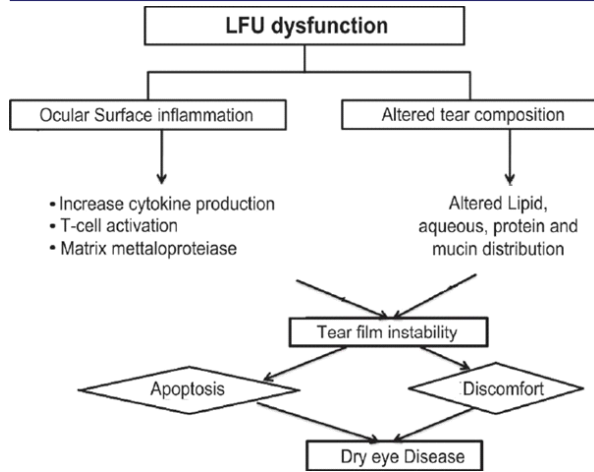 LFU dysfunction
Ocular Surface inflammation
Altered tear composition
• Increase cytokine production
• T-cell activation
• Matrix mettaloproteiase
Altered Lipid,
aqueous, protein and
mucin distribution
Tear film instability
Apoptosis
Discomfort
Dry eye Disease